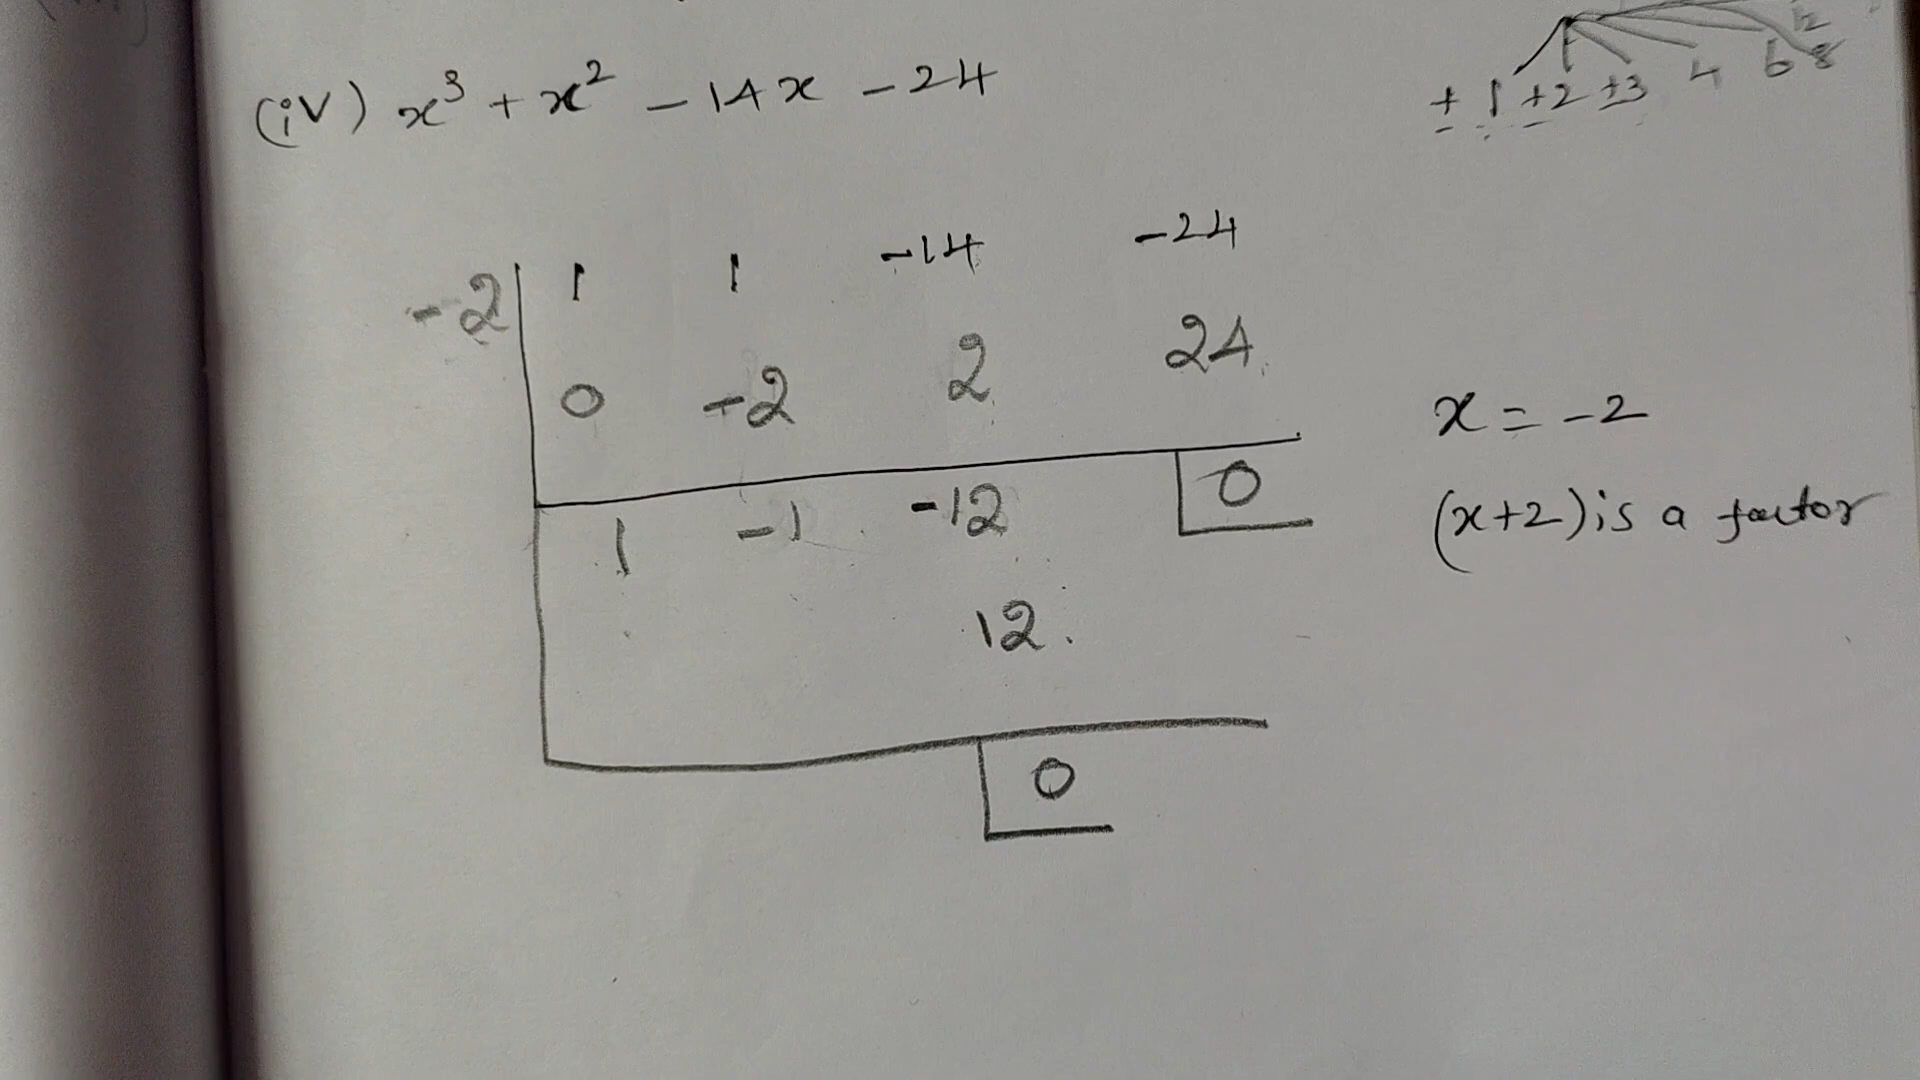 (iv) x³ + x² - 14x - 24
± 1 ±2 ±3 4 6 8 12
-2 1 1 -14 -24
0 -2 2 24
x = -2
1 -1 -12 0
(x+2) is a factor
12
0